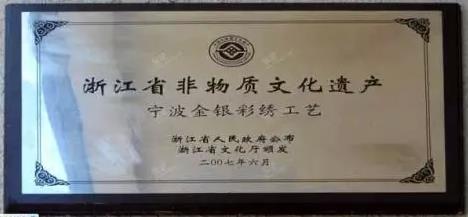 浙江省非物质文化遗产
宁波金银彩绣工艺
浙江省人民政府公布
浙江省文化厅颁发
二00七年六月